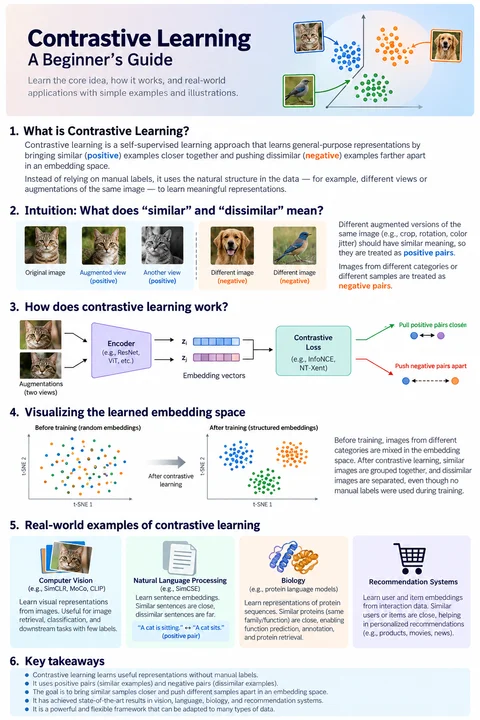 Contrastive Learning
A Beginner's Guide
Learn the core idea, how it works, and real-world
applications with simple examples and illustrations.
1. What is Contrastive Learning?
Contrastive learning is a self-supervised learning approach that learns general-purpose representations by
bringing similar (positive) examples closer together and pushing dissimilar (negative) examples farther apart
in an embedding space.
Instead of relying on manual labels, it uses the natural structure in the data — for example, different views or
augmentations of the same image — to learn meaningful representations.
2. Intuition: What does "similar" and "dissimilar" mean?
Original image
Augmented view
(positive)
Another view
(positive)
Different image
(negative)
Different image
(negative)
Different augmented versions of the
same image (e.g., crop, rotation, color
jitter) should have similar meaning, so
they are treated as positive pairs.
Images from different categories or
different samples are treated as
negative pairs.
3. How does contrastive learning work?
Augmentations
(two views)
Encoder
(e.g., ResNet,
ViT, etc.)
zi
zj
Embedding vectors
Contrastive
Loss
(e.g., InfoNCE,
NT-Xent)
Pull positive pairs closer
Push negative pairs apart
4. Visualizing the learned embedding space
Before training (random embeddings)
t-SNE 2
t-SNE 1
After contrastive
learning
After training (structured embeddings)
t-SNE 2
t-SNE 1
Before training, images from different
categories are mixed in the embedding
space. After contrastive learning, similar
images are grouped together, and dissimilar
images are separated, even though no
manual labels were used during training.
5. Real-world examples of contrastive learning
Computer Vision
(e.g., SimCLR, MoCo, CLIP)
Learn visual representations
from images. Useful for image
retrieval, classification, and
downstream tasks with few labels.
Natural Language Processing
(e.g., SimCSE)
Learn sentence embeddings.
Similar sentences are close,
dissimilar sentences are far.
"A cat is sitting." ↔ "A cat sits."
(positive pair)
Biology
(e.g., protein language models)
Learn representations of protein
sequences. Similar proteins (same
family/function) are close, enabling
function prediction, annotation,
and protein retrieval.
Recommendation Systems
Learn user and item embeddings
from interaction data. Similar
users or items are close, helping
in personalized recommendations
(e.g., products, movies, news).
6. Key takeaways
Contrastive learning learns useful representations without manual labels.
It uses positive pairs (similar examples) and negative pairs (dissimilar examples).
The goal is to bring similar samples closer and push different samples apart in an embedding space.
It has achieved state-of-the-art results in vision, language, biology, and recommendation systems.
It is a powerful and flexible framework that can be adapted to many types of data.